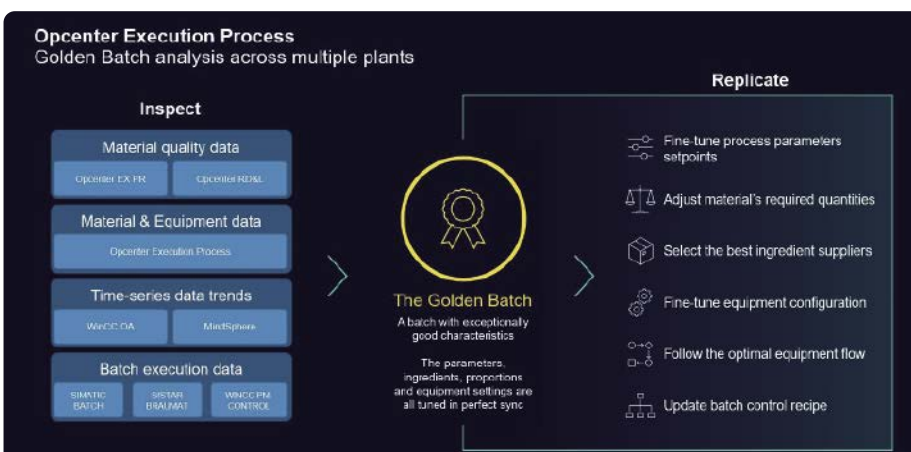 Opcenter Execution Process
Golden Batch analysis across multiple plants
Inspect
Material quality data
Opcenter EX PR
Opcenter RD&L
Material & Equipment data
Opcenter Execution Process
Time-series data trends
WinCC OA
MindSphere
Batch execution data
SIMATIC
BATCH
SISTAR
BRAUMAT
WINCC PM
CONTROL
The Golden Batch
A batch with exceptionally
good characteristics
The parameters,
ingredients, proportions
and equipment settings are
all tuned in perfect sync
Replicate
Fine-tune process parameters
setpoints
Adjust material's required quantities
Select the best ingredient suppliers
Fine-tune equipment configuration
Follow the optimal equipment flow
Update batch control recipe